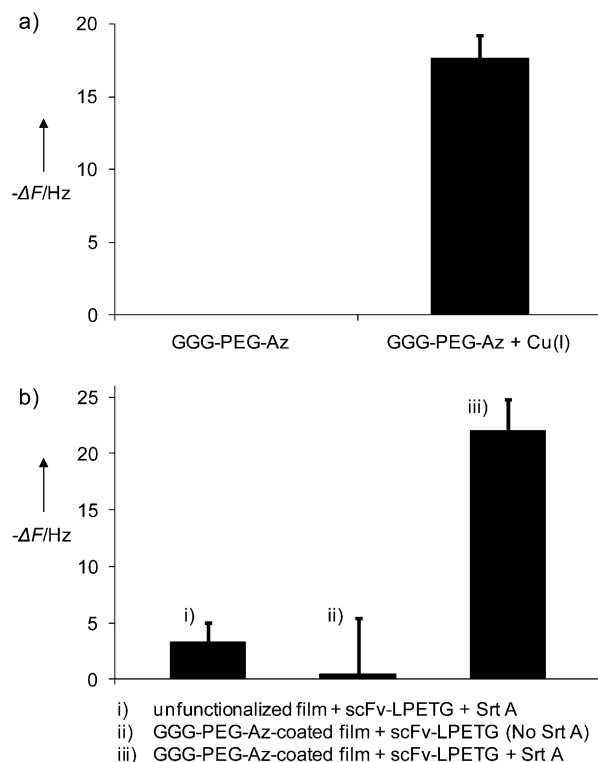 a)
20
15
10
5
0
-ΔF/Hz
GGG-PEG-Az
GGG-PEG-Az + Cu(I)
b)
25
20
15
10
5
0
-ΔF/Hz
i)
ii)
iii)
i) unfunctionalized film + scFv-LPETG + Srt A
ii) GGG-PEG-Az-coated film + scFv-LPETG (No Srt A)
iii) GGG-PEG-Az-coated film + scFv-LPETG + Srt A